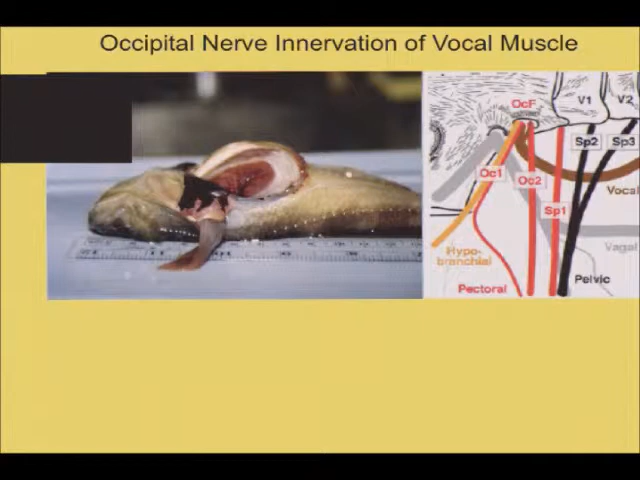 Occipital Nerve Innervation of Vocal Muscle
OcF
V1
V2
Sp2
Sp3
Oc1
Oc2
Sp1
Vocal
Vagal
Hypo-
branchial
Pectoral
Pelvic